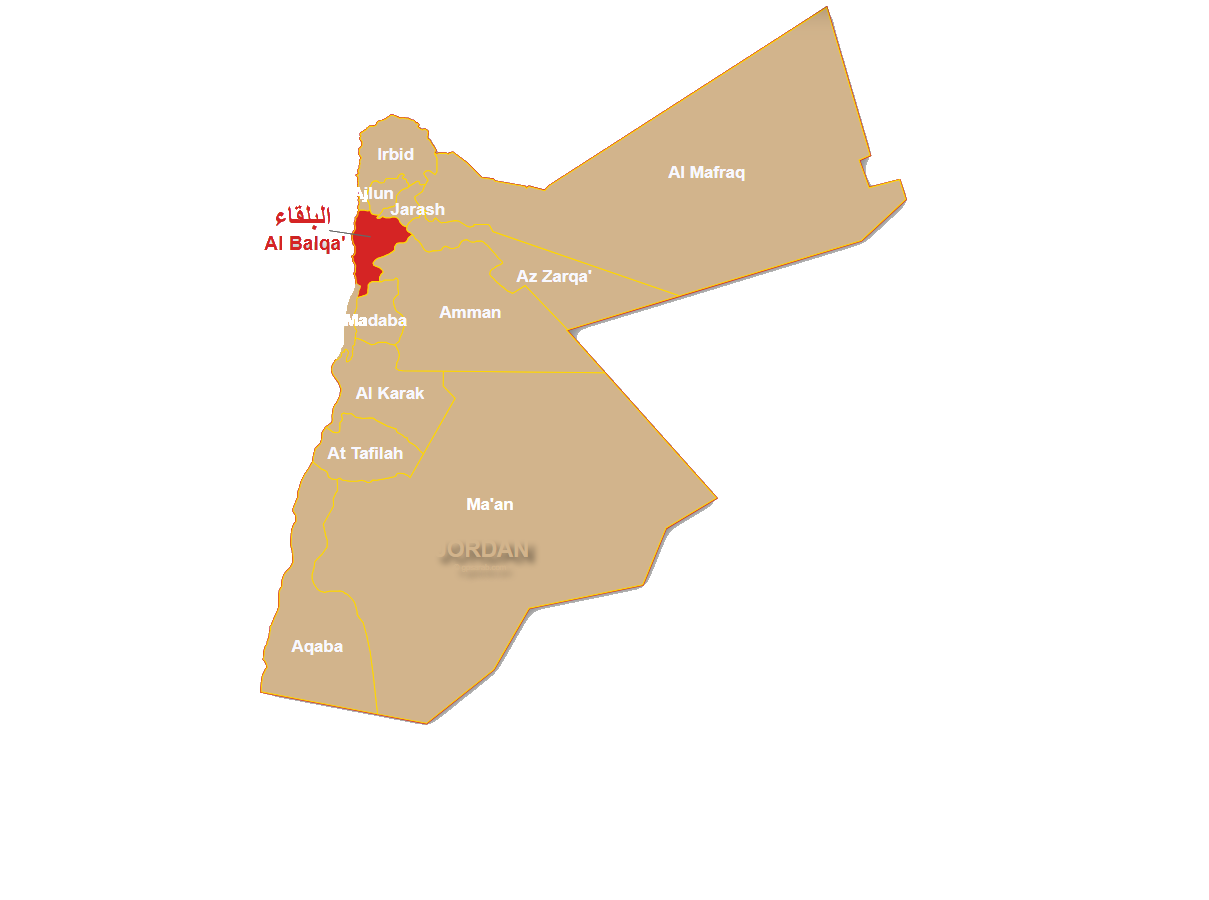 Irbid
Al Mafraq
Ajlun
Jarash
البلقاء
Al Balqa'
Az Zarqa'
Amman
Madaba
Al Karak
At Tafilah
Ma'an
JORDAN
Aqaba